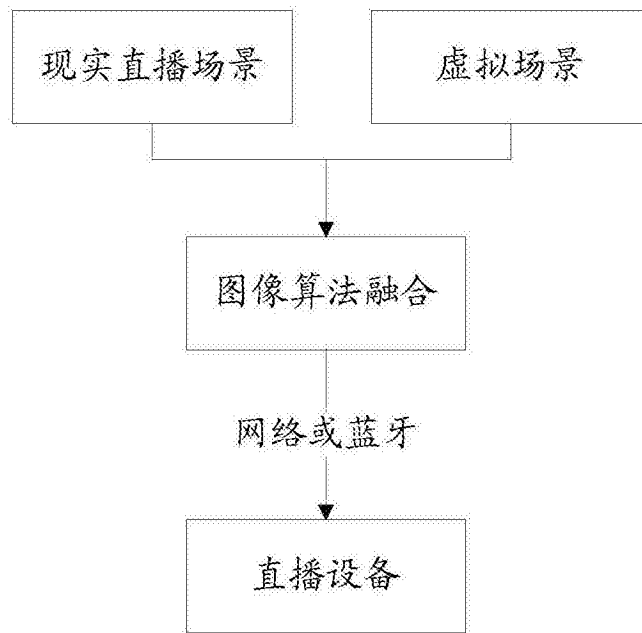 现实直播场景
虚拟场景
图像算法融合
网络或蓝牙
直播设备